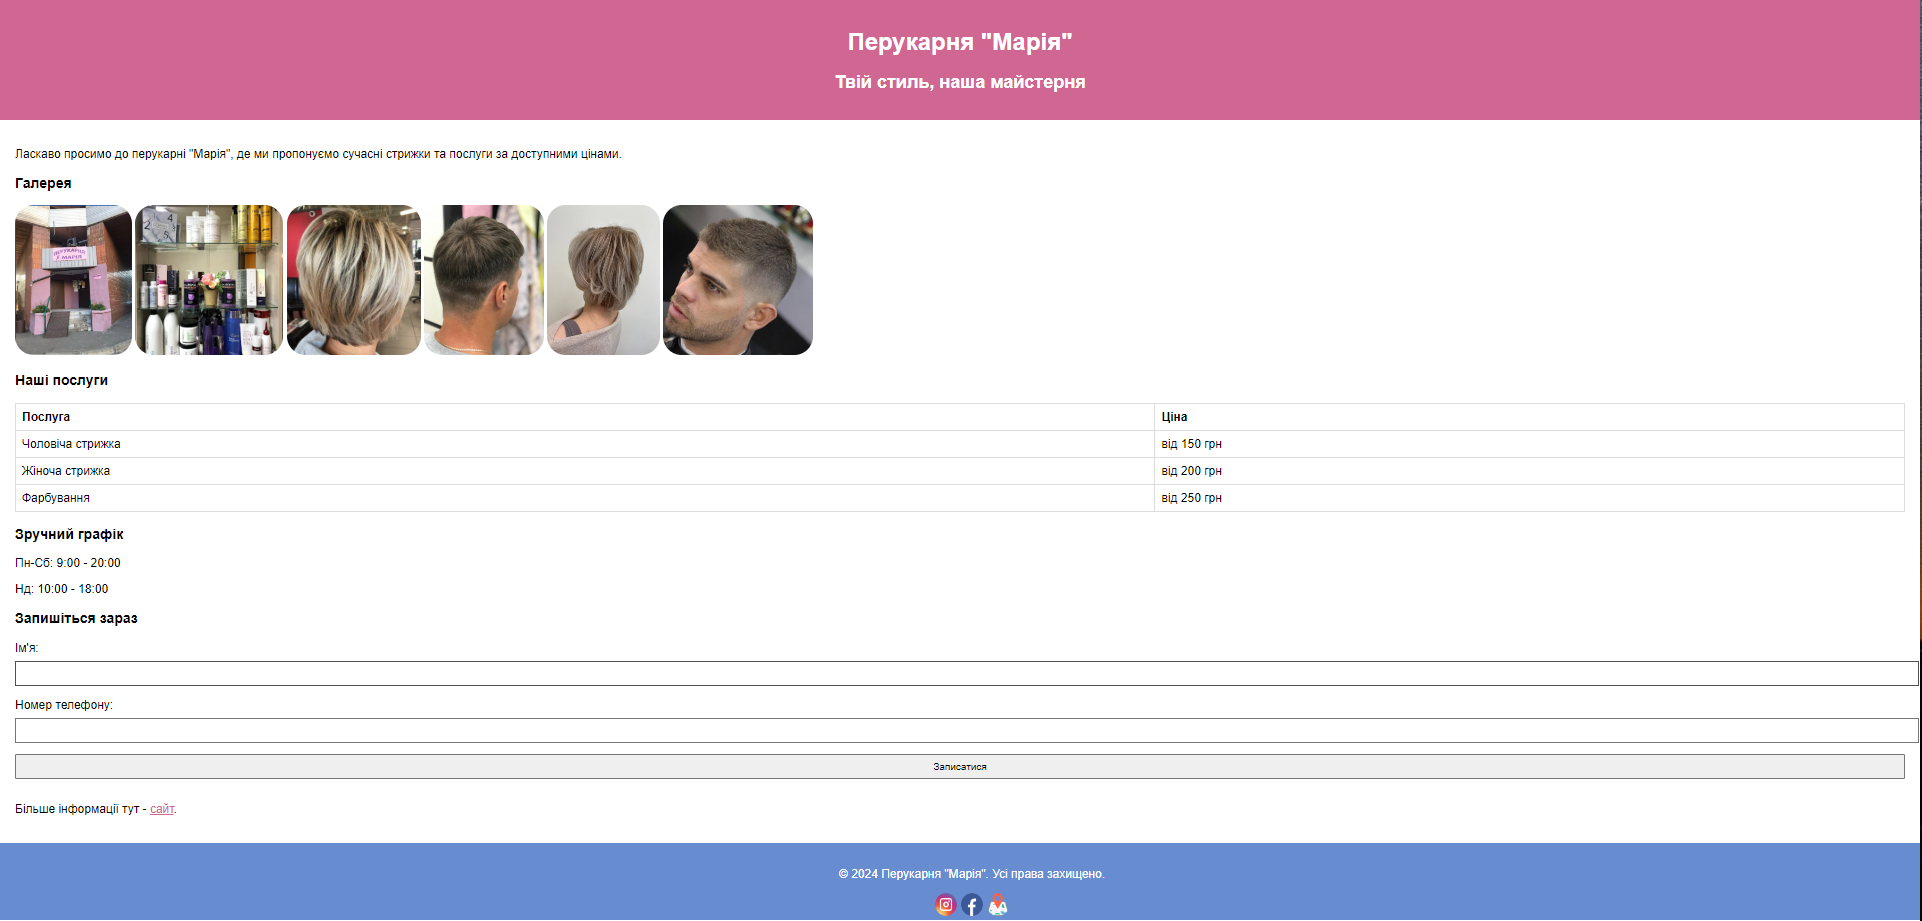 Перукарня "Марія"
Твій стиль, наша майстерня
Ласкаво просимо до перукарні "Марія", де ми пропонуємо сучасні стрижки та послуги за доступними цінами.
Галерея
ПЕРУКАРНЯ
МАРІЯ
Наші послуги
Послуга Ціна
Чоловіча стрижка від 150 грн
Жіноча стрижка від 200 грн
Фарбування від 250 грн
Зручний графік
Пн-Сб: 9:00 - 20:00
Нд: 10:00 - 18:00
Запишіться зараз
Ім'я:
Номер телефону:
Записатися
Більше інформації тут - сайт.
© 2024 Перукарня "Марія". Усі права захищено.